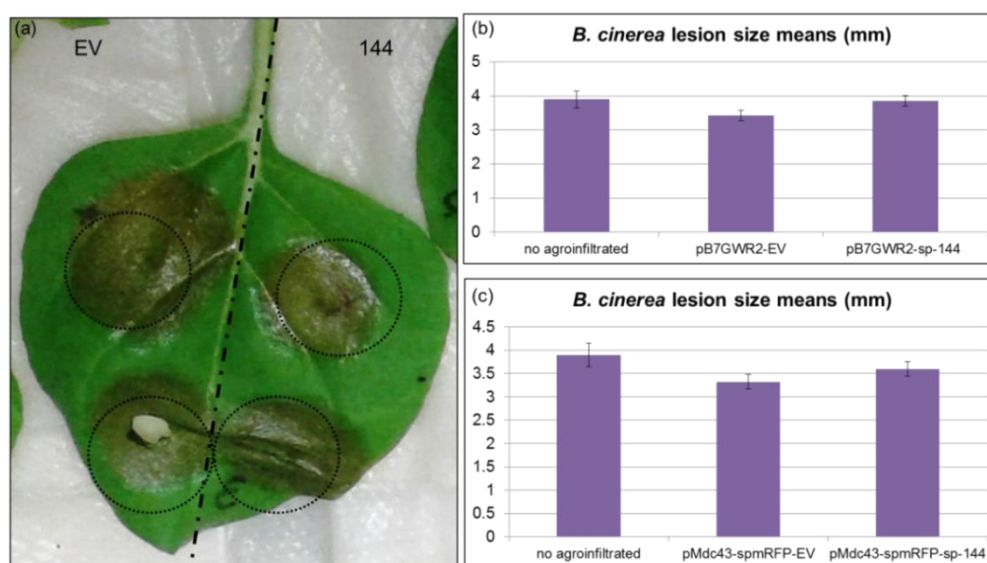 (a)
EV
144
(b)
B. cinerea lesion size means (mm)
5
4
3
2
1
0
no agroinfiltrated
pB7GWR2-EV
pB7GWR2-sp-144
(c)
B. cinerea lesion size means (mm)
4.5
4
3.5
3
2.5
2
1.5
1
0.5
0
no agroinfiltrated
pMdc43-spmRFP-EV
pMdc43-spmRFP-sp-144